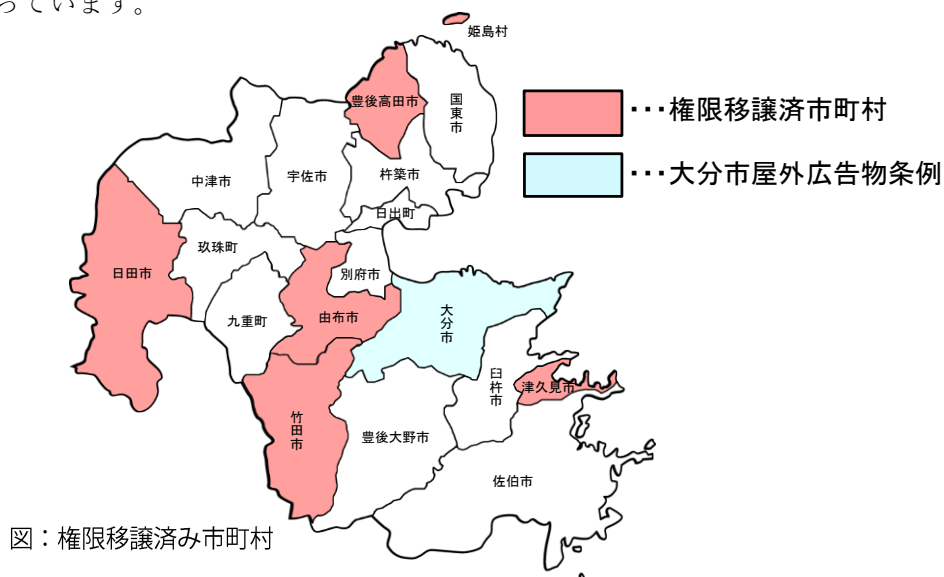 っています。
姫島村
豊後高田市
国東市
・・・権限移譲済市町村
中津市
宇佐市
杵築市
・・・大分市屋外広告物条例
日出町
玖珠町
日田市
別府市
九重町
由布市
大分市
臼杵市
津久見市
竹田市
豊後大野市
佐伯市
図：権限移譲済み市町村